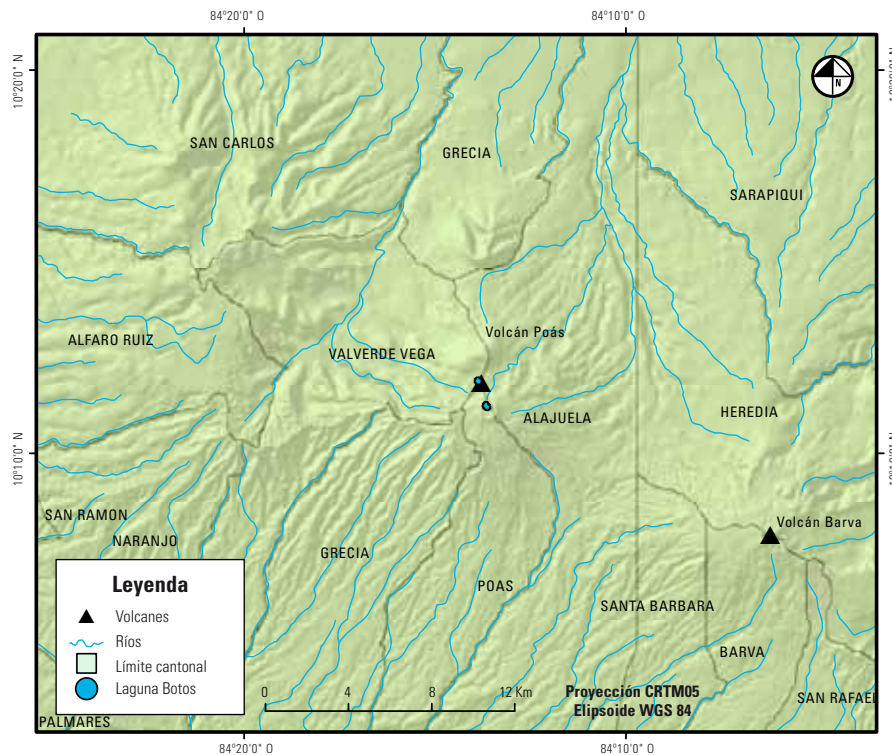 84°20'0" O
84°10'0" O
10°20'0" N
N
SAN CARLOS
GRECIA
SARAPIQUI
ALFARO RUIZ
Volcán Poás
VALVERDE VEGA
ALAJUELA
HEREDIA
10°10'0" N
SAN RAMON
Volcán Barva
NARANJO
GRECIA
POAS
SANTA BARBARA
BARVA
SAN RAFAEL
PALMARES
Leyenda
Volcanes
Ríos
Límite cantonal
Laguna Botos
0 4 8 12 Km
Proyección CRTM05
Elipsoide WGS 84
84°20'0" O
84°10'0" O